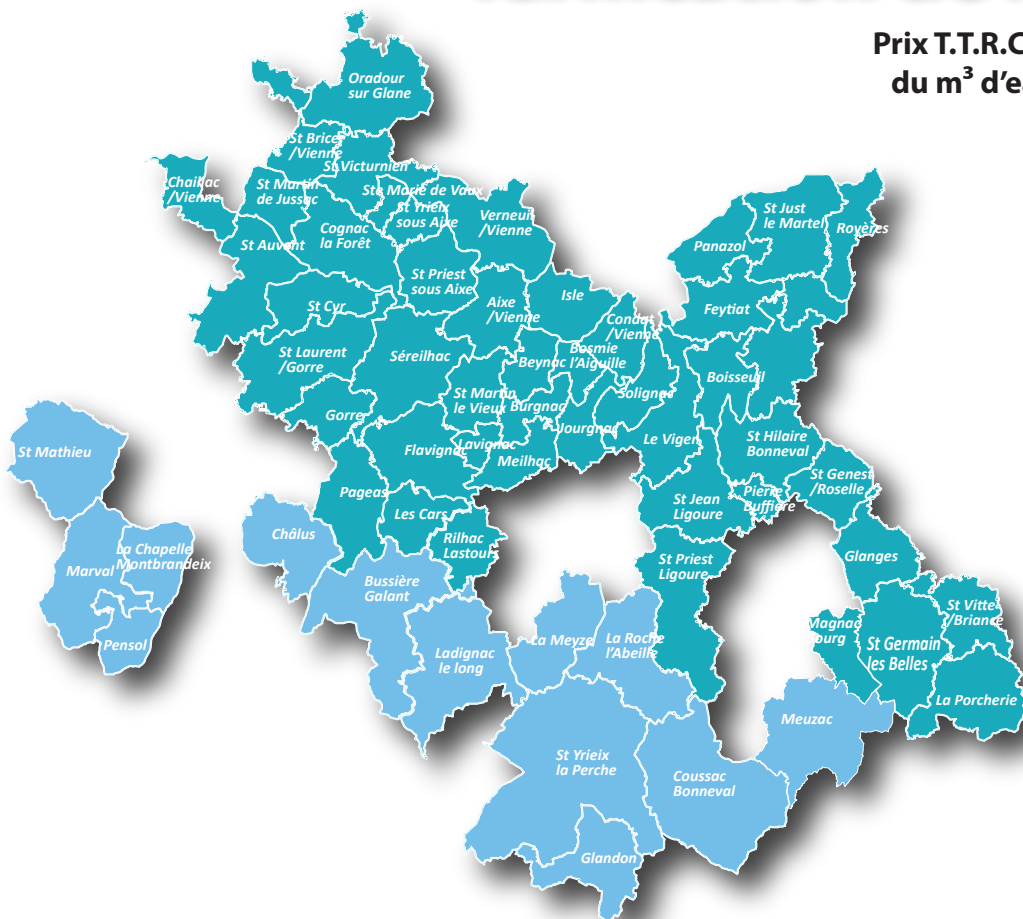 Prix T.T.R.C
du m³ d'ea
Oradour
sur Glane
St Brice
/Vienne
St Victurnien
Chaillac
/Vienne
St Martin
de Jussac
Ste Marie de Vaux
St Yrieix
sous Aixe
Verneuil
/Vienne
Cognac
la Forêt
St Auvent
St Priest
sous Aixe
St Just
le Martel
Royères
Panazol
St Cyr
Aixe
/Vienne
Isle
Feytiat
Condat
/Vienne
St Laurent
/Gorre
Séreilhac
Beynac
Bosmie
l'Aiguille
Boisseuil
St Martin
le Vieux
Burgnac
Solignac
Gorre
Jourgnac
Le Vigen
St Hilaire
Bonneval
Flavignac
Lavignac
Meilhac
St Mathieu
Pageas
St Genest
/Roselle
St Jean
Ligoure
Pierre
Buffière
Les Cars
Châlus
Rilhac
Lastours
La Chapelle
Montbrandeix
Marval
St Priest
Ligoure
Glanges
Bussière
Galant
St Vitte
/Briance
Magnac
ourg
Pensol
La Meyze
La Roche
l'Abeille
St Germain
les Belles
Ladignac
le long
La Porcherie
Meuzac
St Yrieix
la Perche
Coussac
Bonneval
Glandon